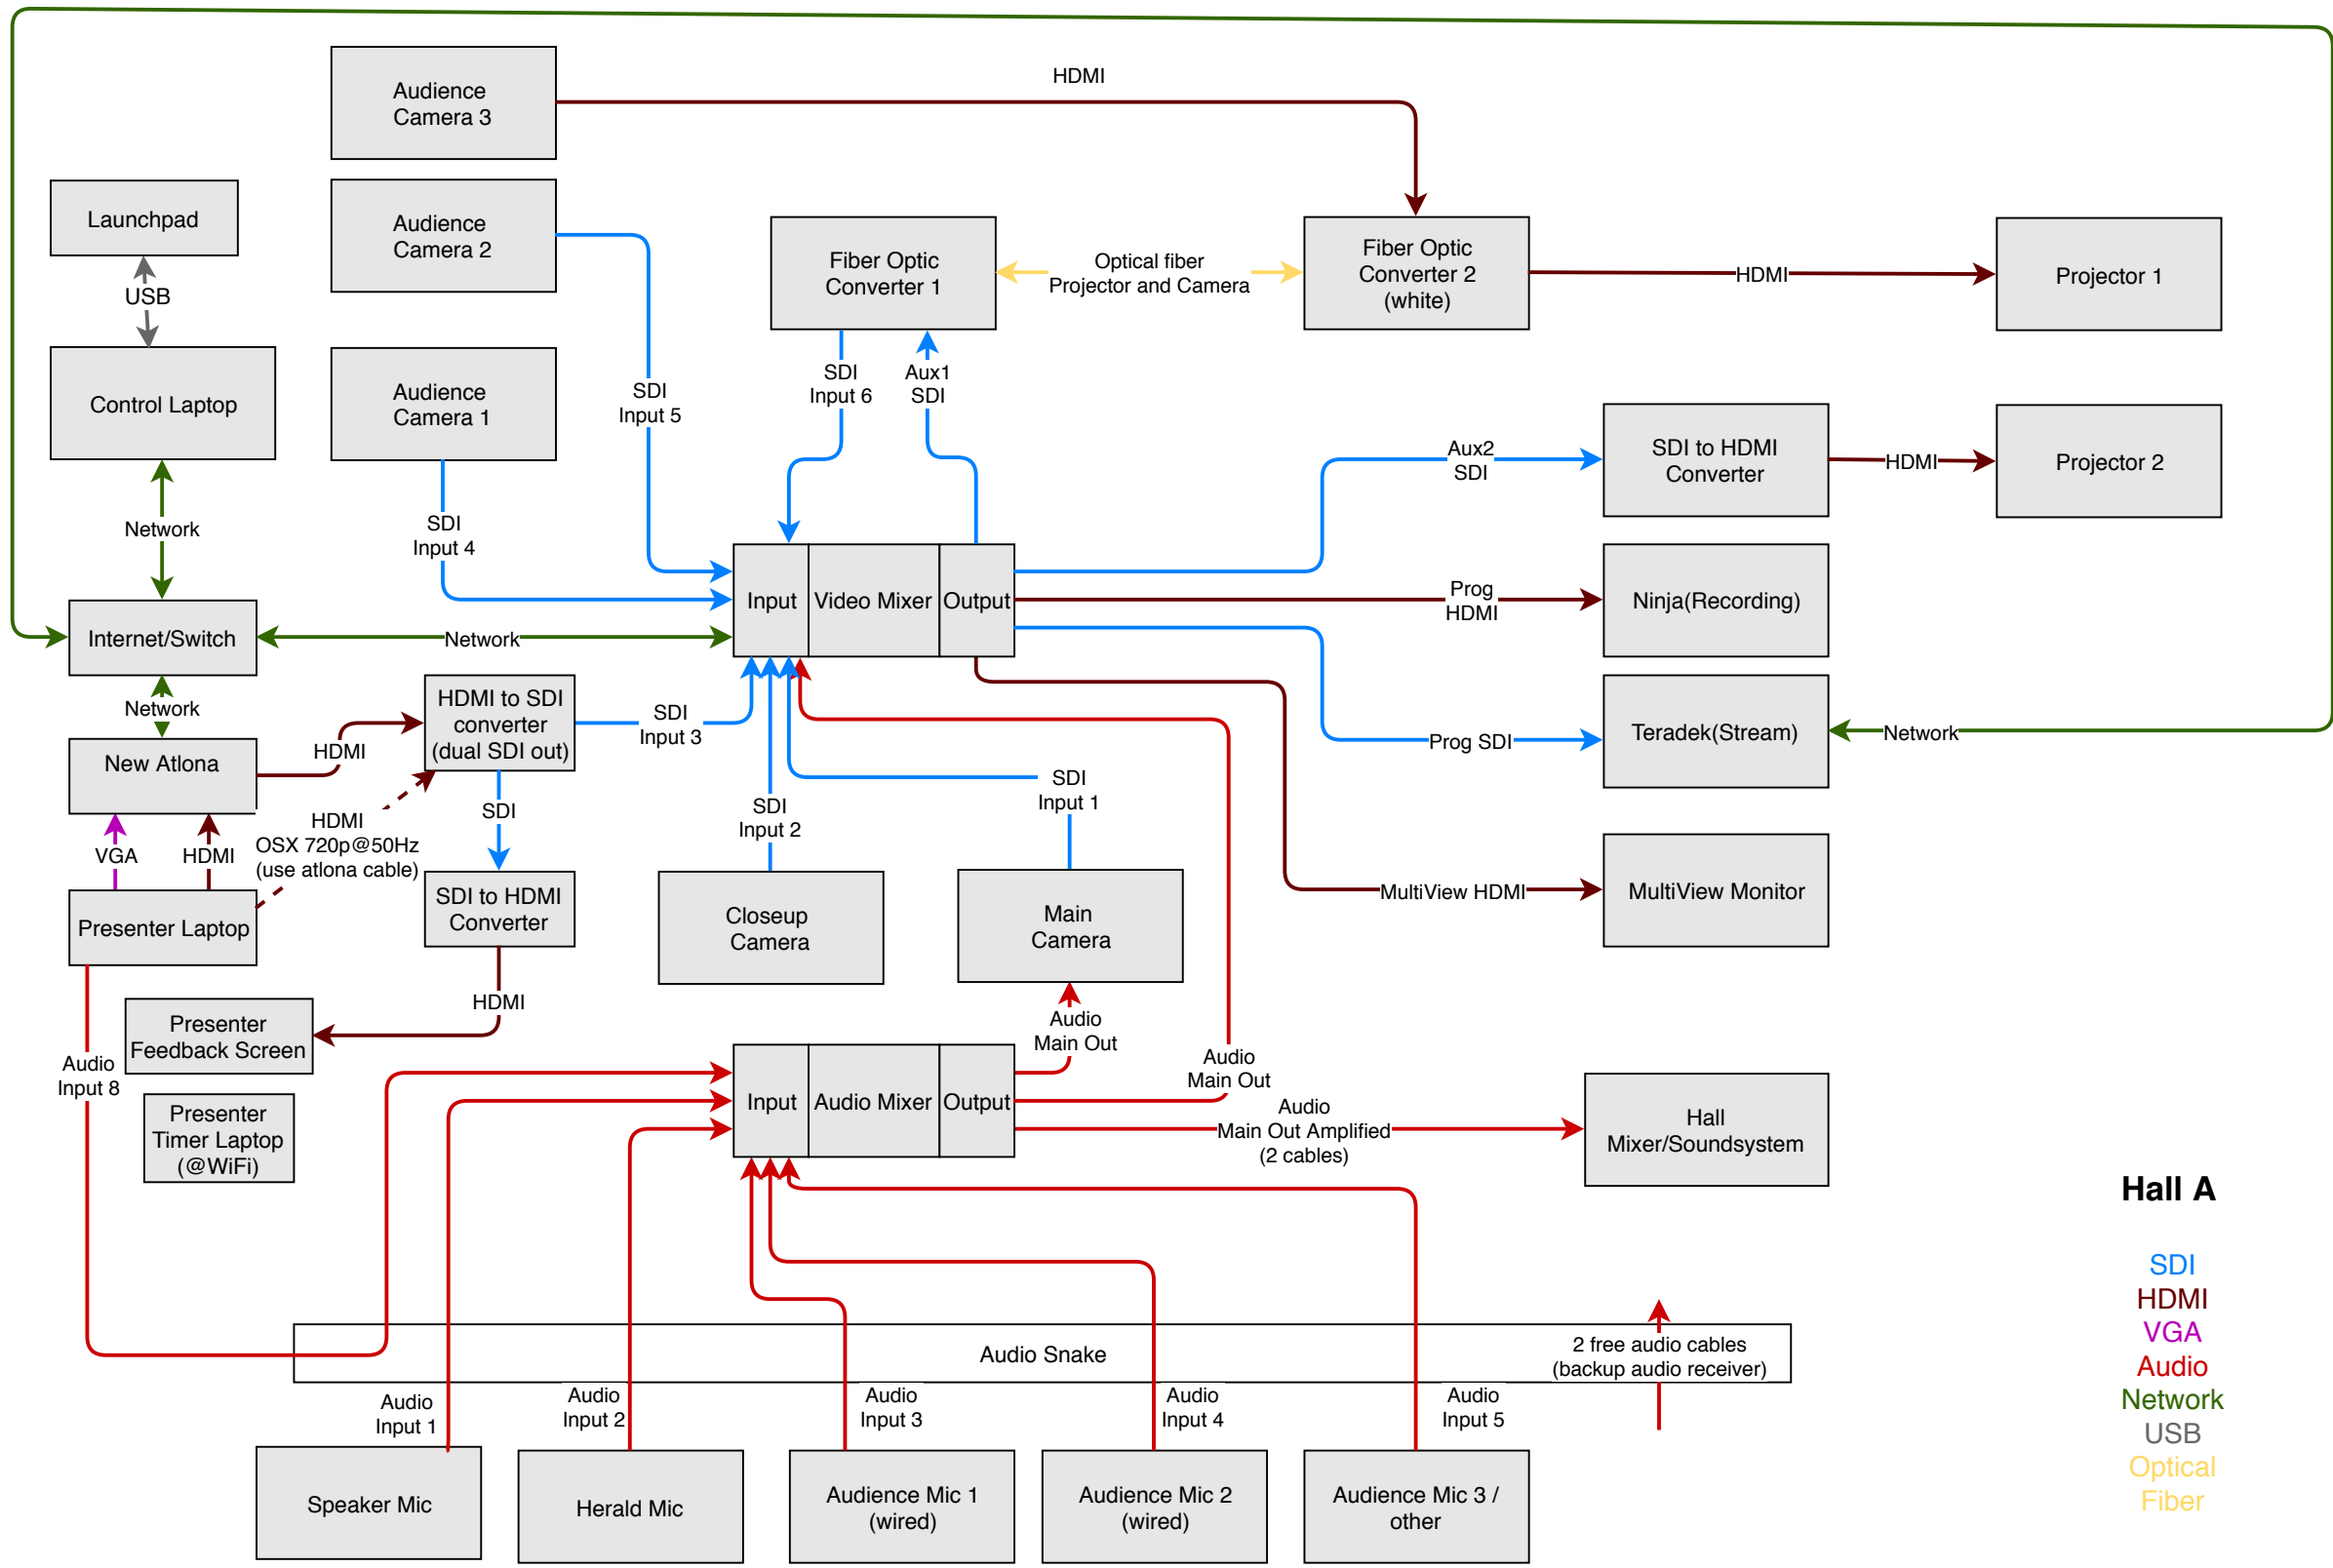 HDMI
Audience
Camera 3
Launchpad
Audience
Camera 2
Fiber Optic
Converter 1
Optical fiber
Projector and Camera
Fiber Optic
Converter 2
(white)
HDMI
Projector 1
USB
Control Laptop
Audience
Camera 1
SDI
Input 5
SDI
Input 6
Aux1
SDI
Aux2
SDI
SDI to HDMI
Converter
HDMI
Projector 2
Network
SDI
Input 4
Input
Video Mixer
Output
Prog
HDMI
Ninja(Recording)
Internet/Switch
Network
Network
HDMI to SDI
converter
(dual SDI out)
SDI
Input 3
Prog SDI
Teradek(Stream)
Network
New Atlona
HDMI
SDI
Input 1
SDI
Input 2
SDI
HDMI
OSX 720p@50Hz
(use atlona cable)
VGA
HDMI
Presenter Laptop
SDI to HDMI
Converter
Closeup
Camera
Main
Camera
MultiView HDMI
MultiView Monitor
HDMI
Presenter
Feedback Screen
Audio
Main Out
Audio
Input 8
Audio
Main Out
Presenter
Timer Laptop
(@WiFi)
Input
Audio Mixer
Output
Audio
Main Out Amplified
(2 cables)
Hall
Mixer/Soundsystem
Audio Snake
2 free audio cables
(backup audio receiver)
Audio
Input 1
Audio
Input 2
Audio
Input 3
Audio
Input 4
Audio
Input 5
Speaker Mic
Herald Mic
Audience Mic 1
(wired)
Audience Mic 2
(wired)
Audience Mic 3 /
other
Hall A
SDI
HDMI
VGA
Audio
Network
USB
Optical
Fiber